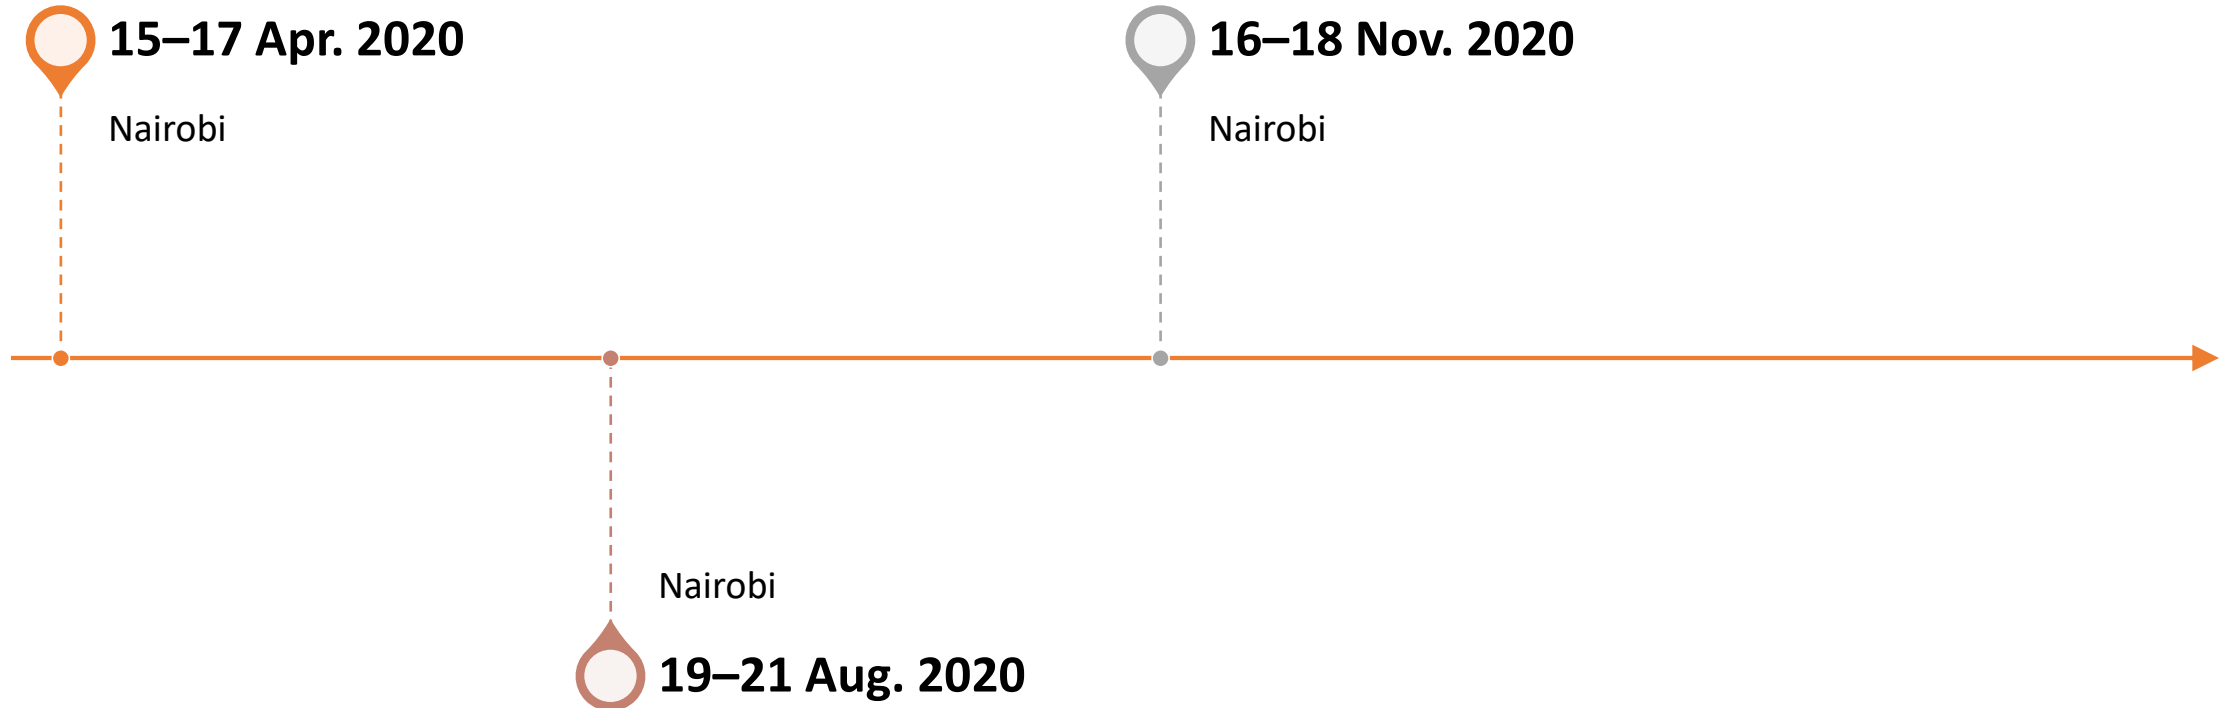 15–17 Apr. 2020
Nairobi
16–18 Nov. 2020
Nairobi
Nairobi
19–21 Aug. 2020